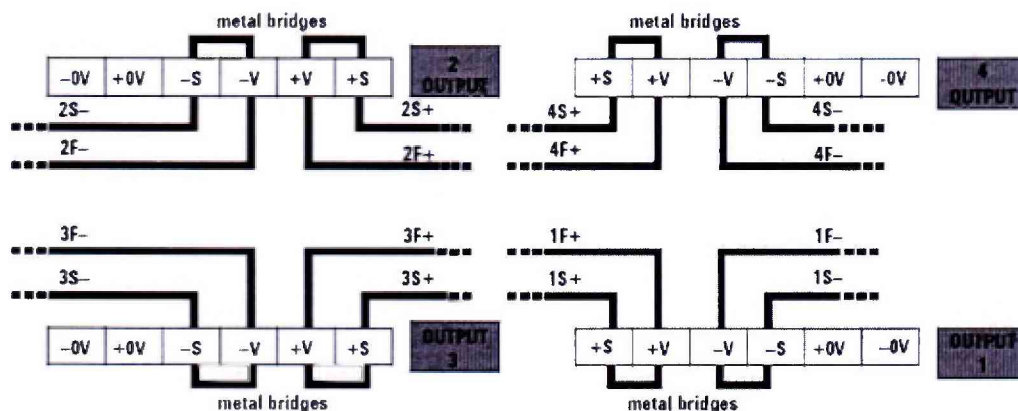 metal bridges
-0V +0V -S -V +V +S
2 OUTPUT
2S- 2S+
2F- 2F+
metal bridges
+S +V -V -S +0V -0V
4 OUTPUT
4S+ 4S-
4F+ 4F-
3F- 3F+
3S- 3S+
-0V +0V -S -V +V +S
OUTPUT 3
metal bridges
1F+ 1F-
1S+ 1S-
+S +V -V -S +0V -0V
OUTPUT 1
metal bridges